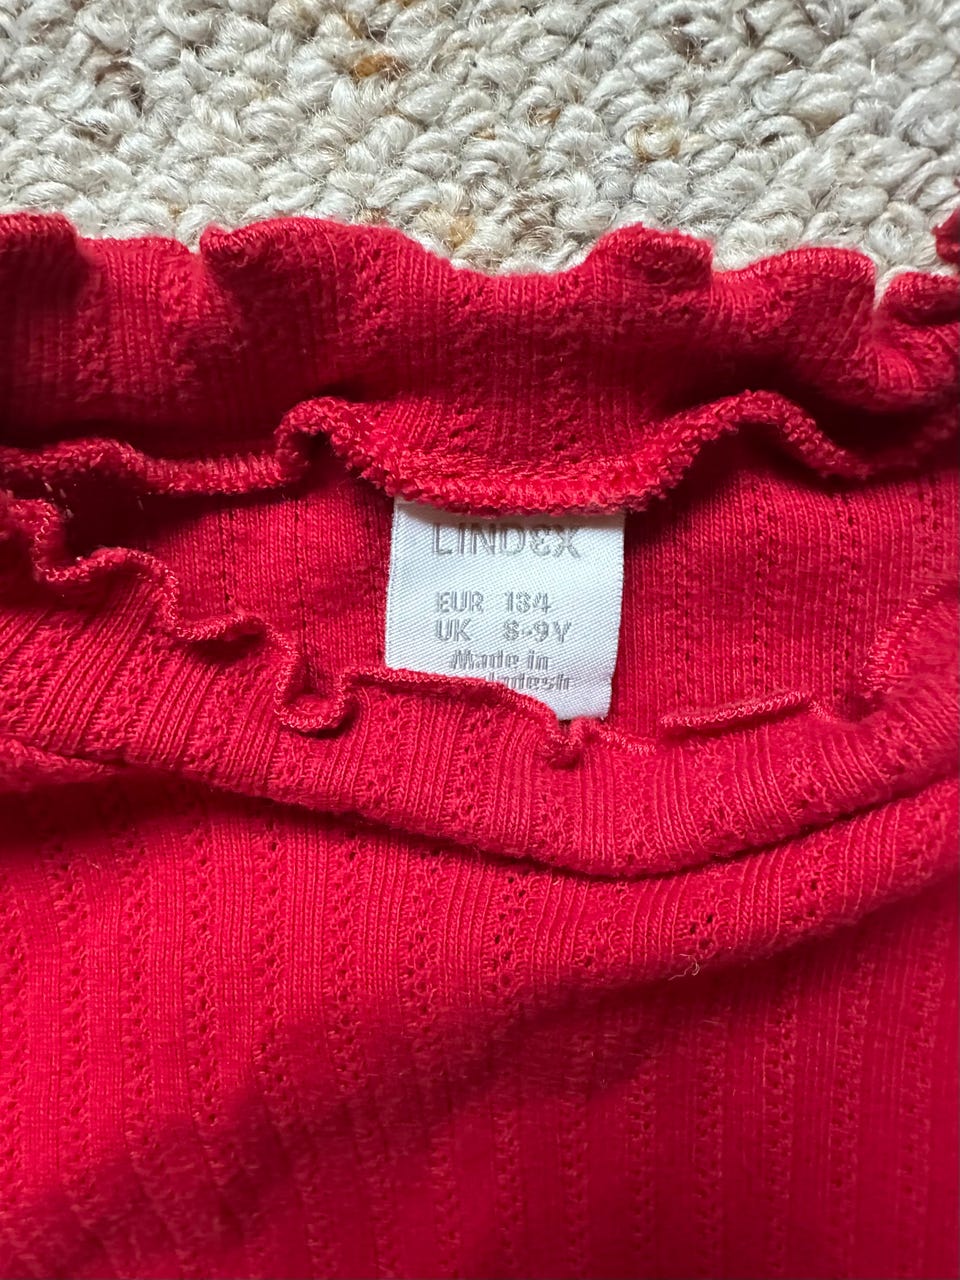 LINDEX
EUR 134
UK 8-9Y
Made in